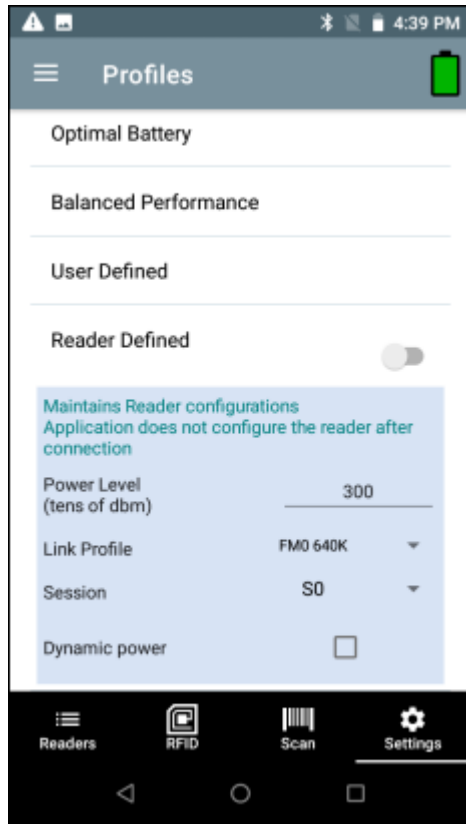 4:39 PM
Profiles
Optimal Battery
Balanced Performance
User Defined
Reader Defined
Maintains Reader configurations
Application does not configure the reader after
connection
Power Level
(tens of dbm)
300
Link Profile
FM0 640K
Session
S0
Dynamic power
Readers
RFID
Scan
Settings